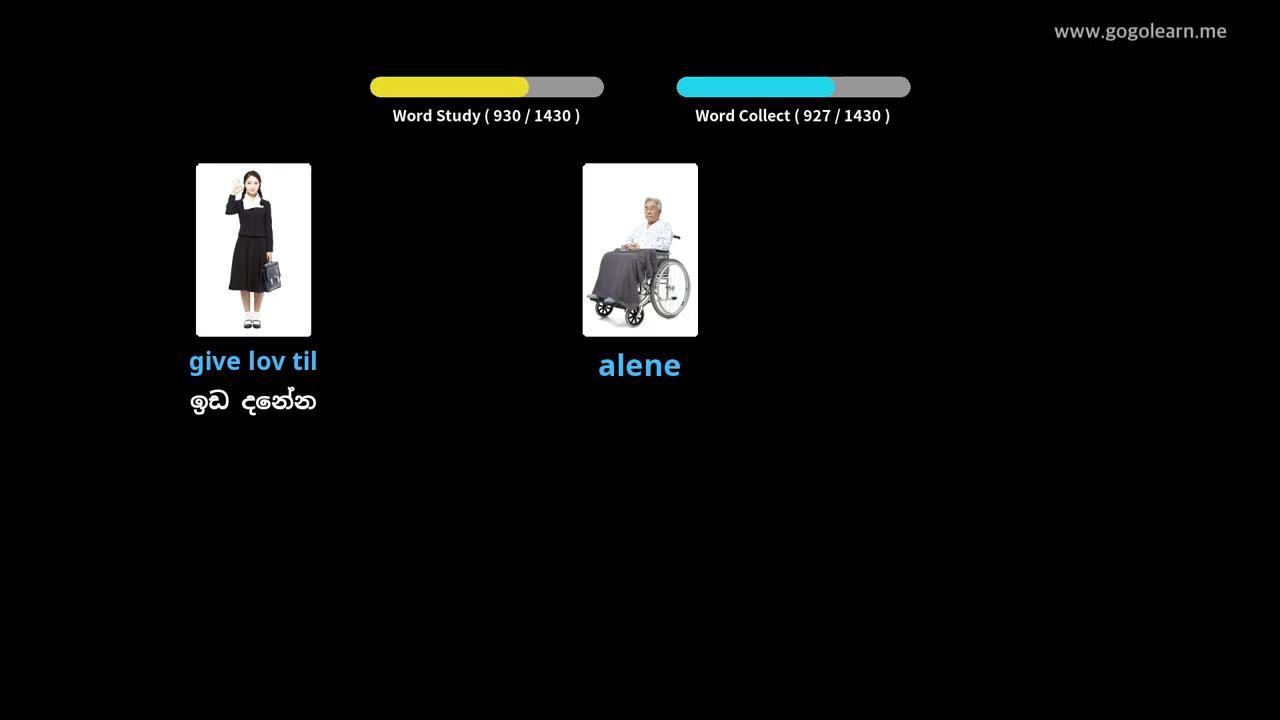 www.gogolearn.me
Word Study ( 930 / 1430 )
Word Collect ( 927 / 1430 )
give lov til
ඉඩ දෙන්න
alene